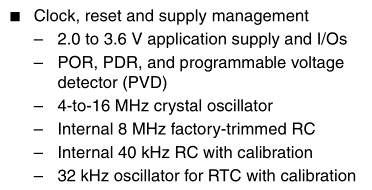 ■ Clock, reset and supply management
– 2.0 to 3.6 V application supply and I/Os
– POR, PDR, and programmable voltage
detector (PVD)
– 4-to-16 MHz crystal oscillator
– Internal 8 MHz factory-trimmed RC
– Internal 40 kHz RC with calibration
– 32 kHz oscillator for RTC with calibration